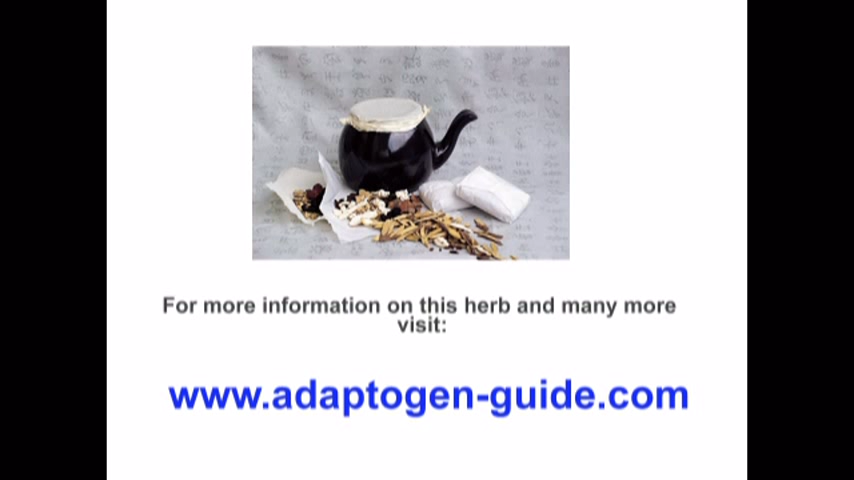 For more information on this herb and many more
visit:
www.adaptogen-guide.com